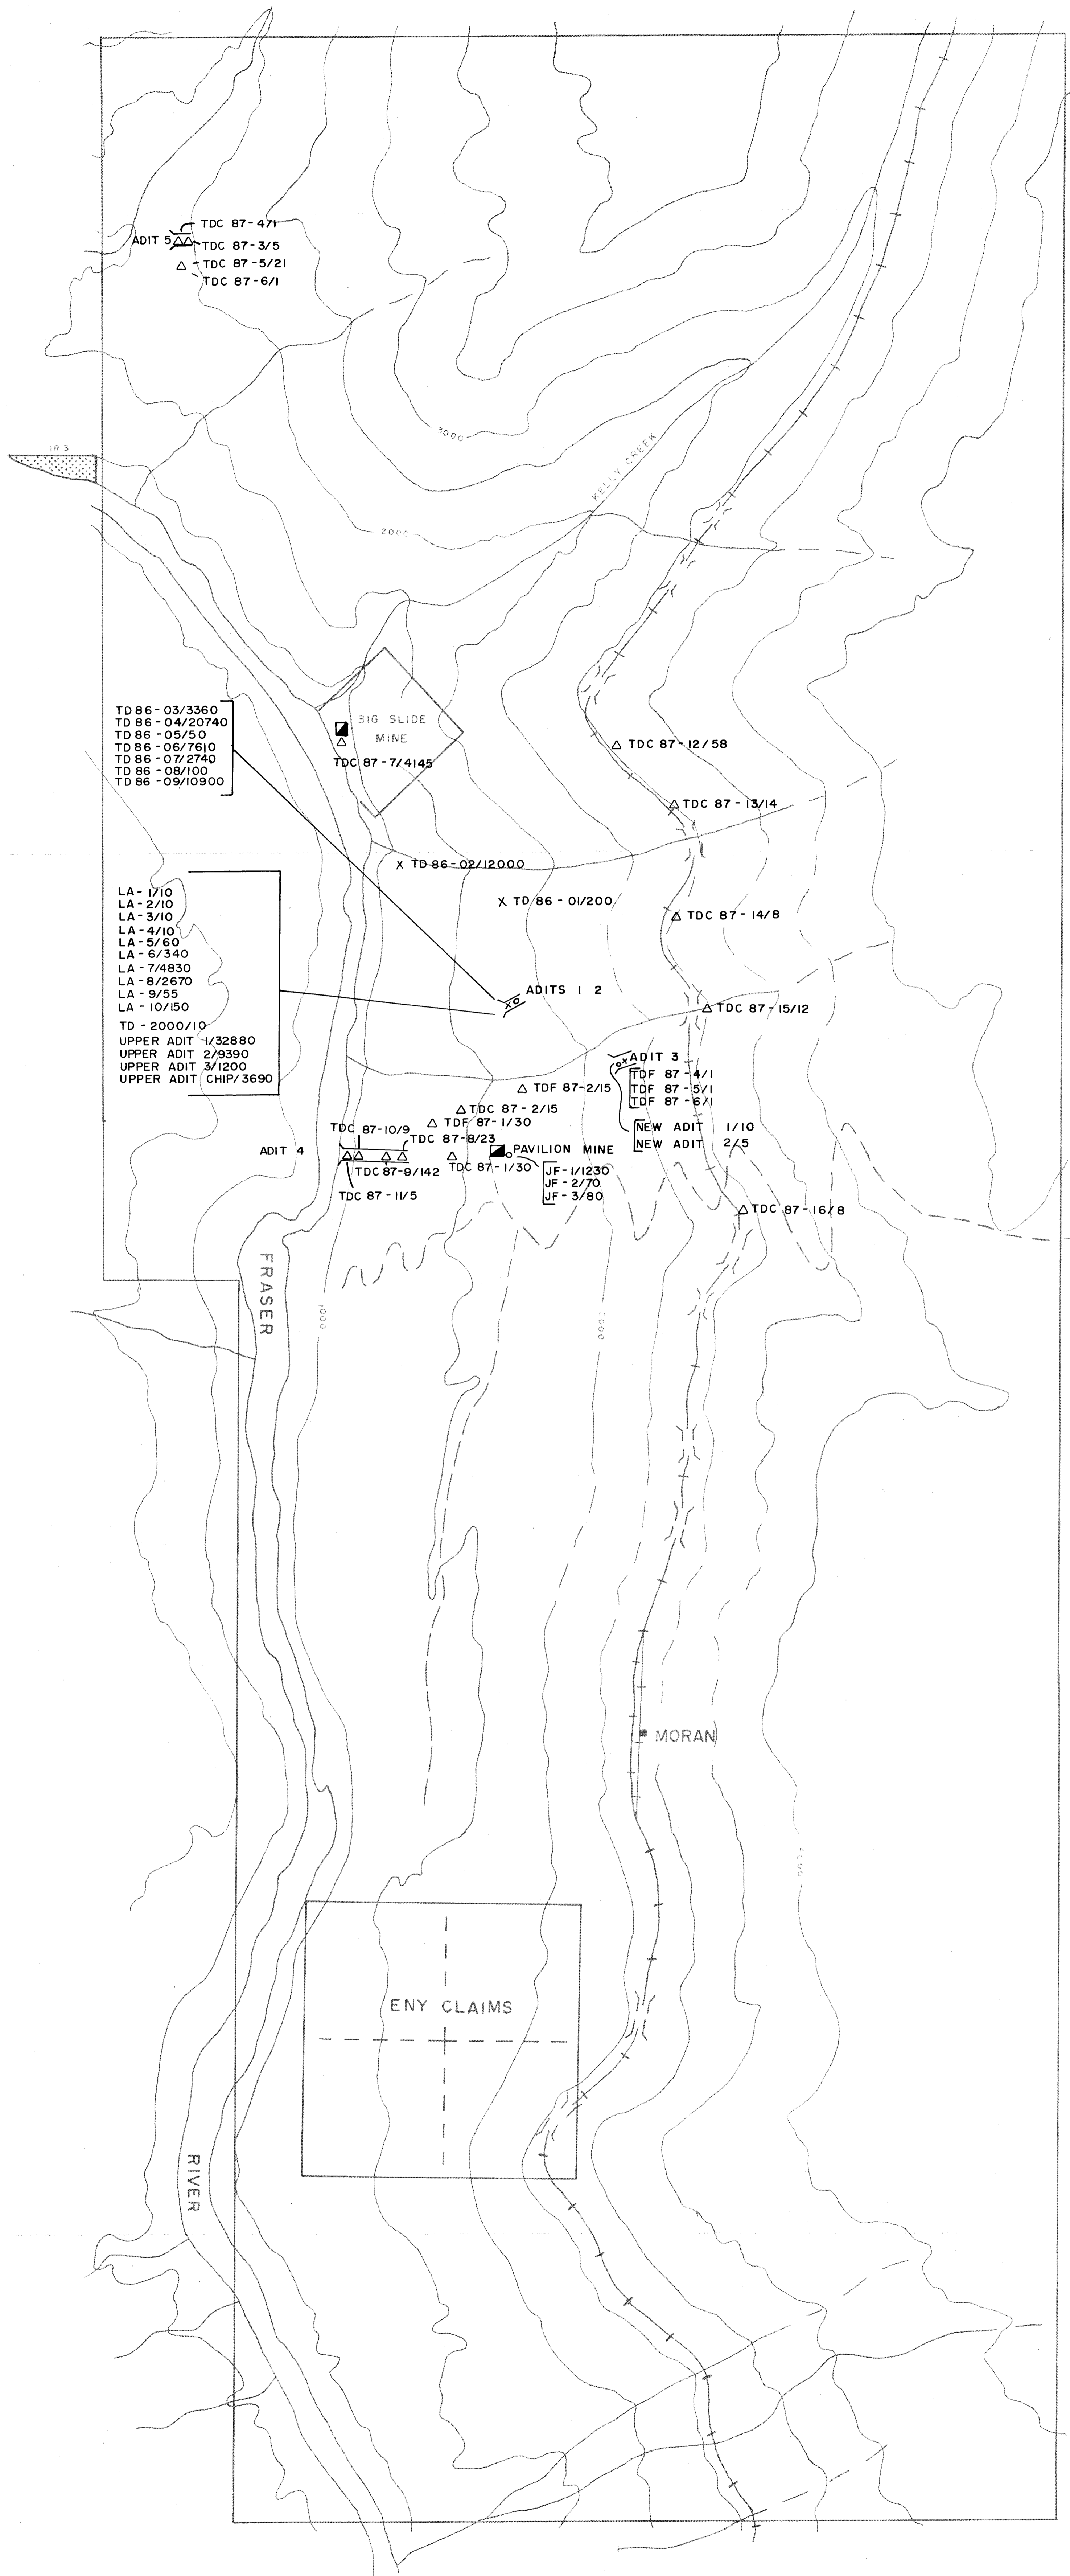 TDC 87-4/1
ADIT 5
TDC 87-3/5
TDC 87-5/21
TDC 87-6/1
IR 3
3000
KELLY CREEK
2000
TD 86-03/3360
TD 86-04/20740
TD 86-05/50
TD 86-06/7610
TD 86-07/2740
TD 86-08/100
TD 86-09/10900
BIG SLIDE
MINE
TDC 87-7/4145
TDC 87-12/58
TDC 87-13/14
X TD 86-02/12000
X TD 86-01/200
TDC 87-14/8
LA-1/10
LA-2/10
LA-3/10
LA-4/10
LA-5/60
LA-6/340
LA-7/4830
LA-8/2670
LA-9/55
LA-10/150
TD-2000/10
UPPER ADIT 1/32880
UPPER ADIT 2/9390
UPPER ADIT 3/1200
UPPER ADIT CHIP/3690
ADITS 1 2
TDC 87-15/12
ADIT 3
TDF 87-4/1
TDF 87-5/1
TDF 87-6/1
TDF 87-2/15
TDC 87-2/15
TDF 87-1/30
NEW ADIT 1/10
NEW ADIT 2/5
TDC 87-10/9
TDC 87-8/23
ADIT 4
PAVILION MINE
TDC 87-9/142
TDC 87-1/30
JF-1/1230
JF-2/70
JF-3/80
TDC 87-11/5
TDC 87-16/8
FRASER
1000
MORAN
ENY CLAIMS
RIVER